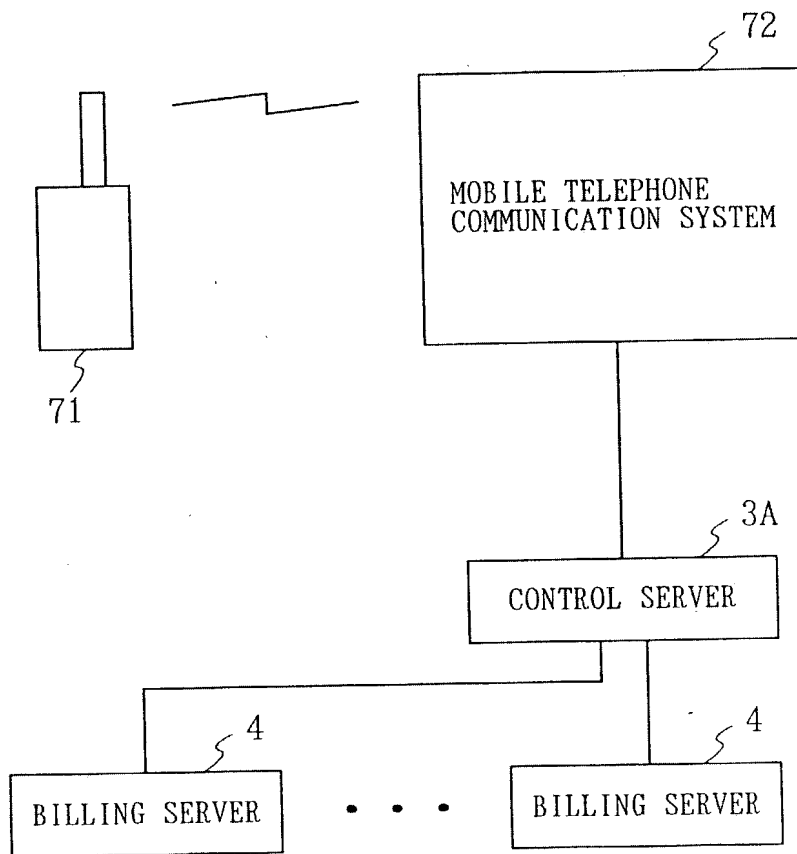 72
MOBILE TELEPHONE
COMMUNICATION SYSTEM
71
3A
CONTROL SERVER
4
4
BILLING SERVER
BILLING SERVER